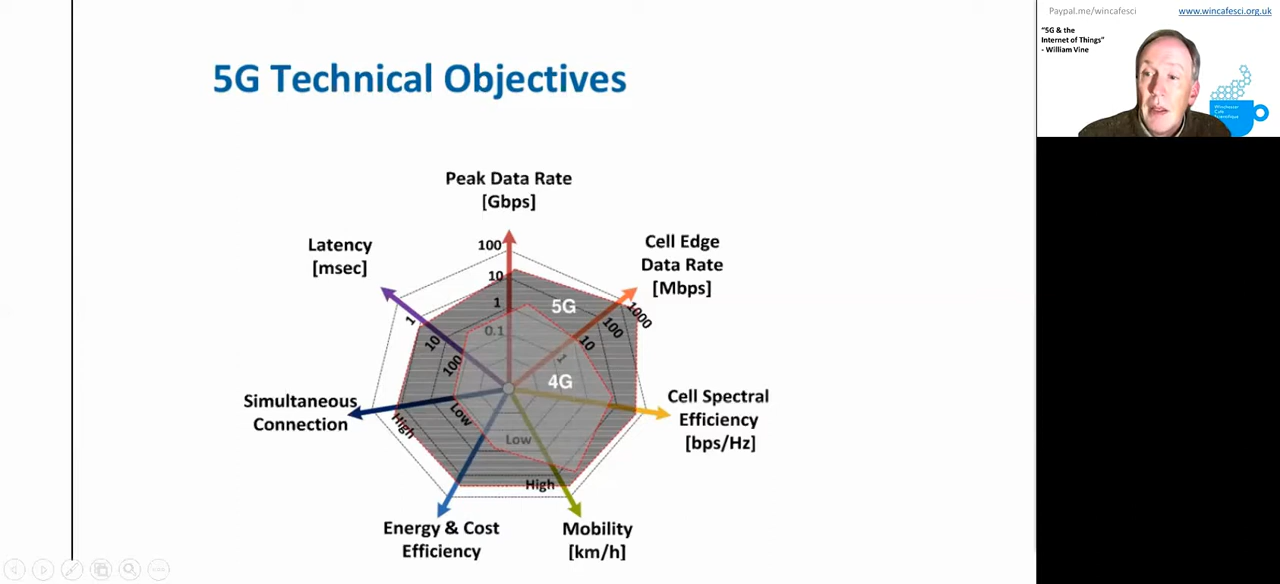 5G Technical Objectives
Peak Data Rate
[Gbps]
Latency
[msec]
Cell Edge
Data Rate
[Mbps]
100
10
1
0.1
5G
1000
100
10
1
1
10
100
4G
Simultaneous
Connection
High
Low
Cell Spectral
Efficiency
[bps/Hz]
Low
High
Energy & Cost
Efficiency
Mobility
[km/h]
Paypal.me/wincafesci
www.wincafesci.org.uk
"5G & the
Internet of Things"
- William Vine
Winchester
Café